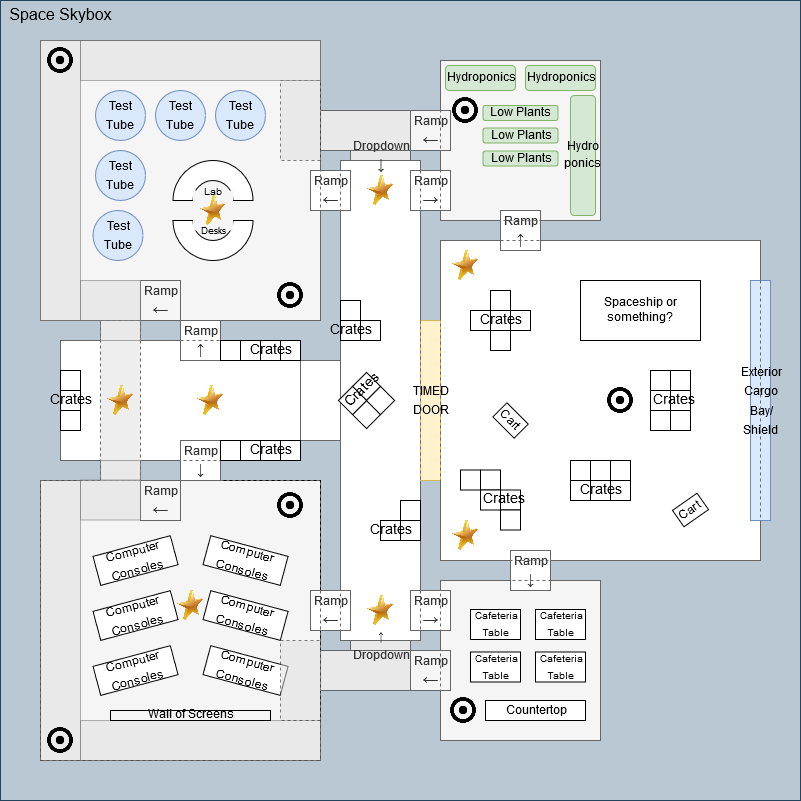 Space Skybox
Hydroponics
Hydroponics
Test
Tube
Test
Tube
Test
Tube
Low Plants
Low Plants
Low Plants
Hydro
ponics
Ramp
←
Dropdown
↓
Test
Tube
Ramp
←
Ramp
→
Lab
Desks
Test
Tube
Ramp
↑
Ramp
←
Spaceship or
something?
Crates
Crates
Ramp
↑
Crates
Crates
Crates
TIMED
DOOR
Crates
Exterior
Cargo
Bay/
Shield
Cart
Ramp
↓
Crates
Ramp
←
Crates
Crates
Crates
Cart
Computer
Consoles
Computer
Consoles
Ramp
↓
Computer
Consoles
Computer
Consoles
Ramp
←
Ramp
→
Cafeteria
Table
Cafeteria
Table
↑
Dropdown
Ramp
←
Computer
Consoles
Computer
Consoles
Cafeteria
Table
Cafeteria
Table
Wall of Screens
Countertop